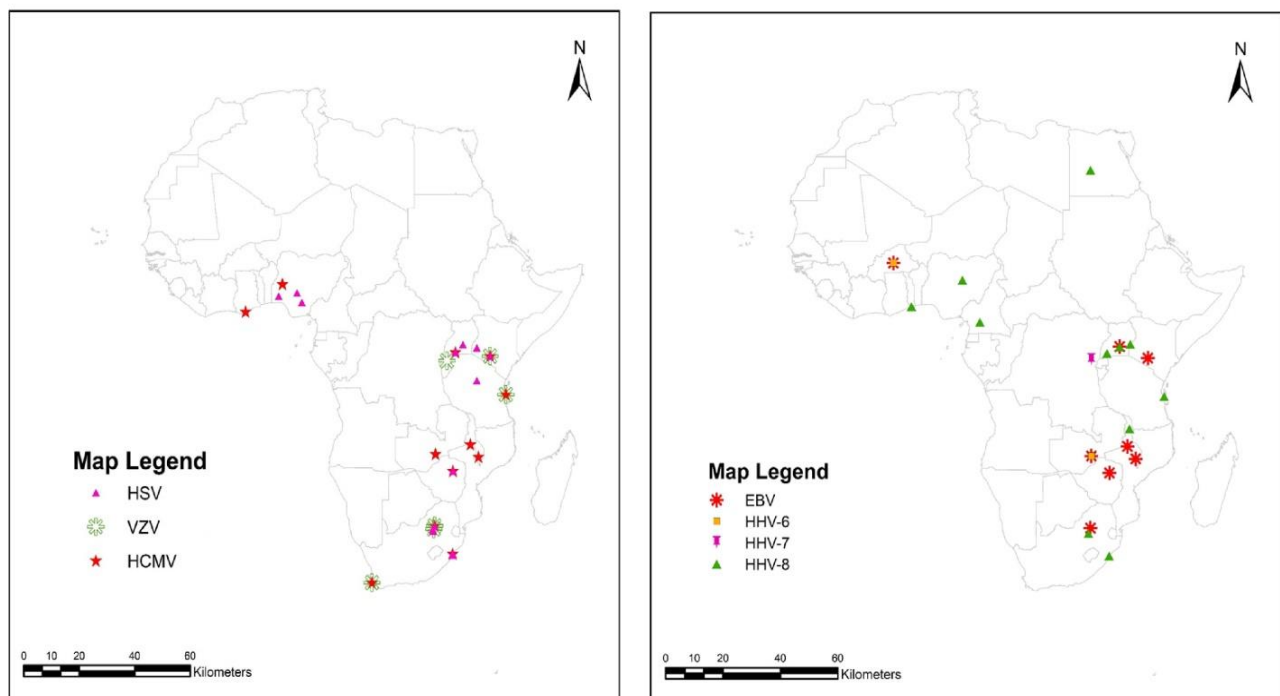 N
Map Legend
HSV
VZV
HCMV
0 10 20 40 60
Kilometers
N
Map Legend
EBV
HHV-6
HHV-7
HHV-8
0 10 20 40 60
Kilometers